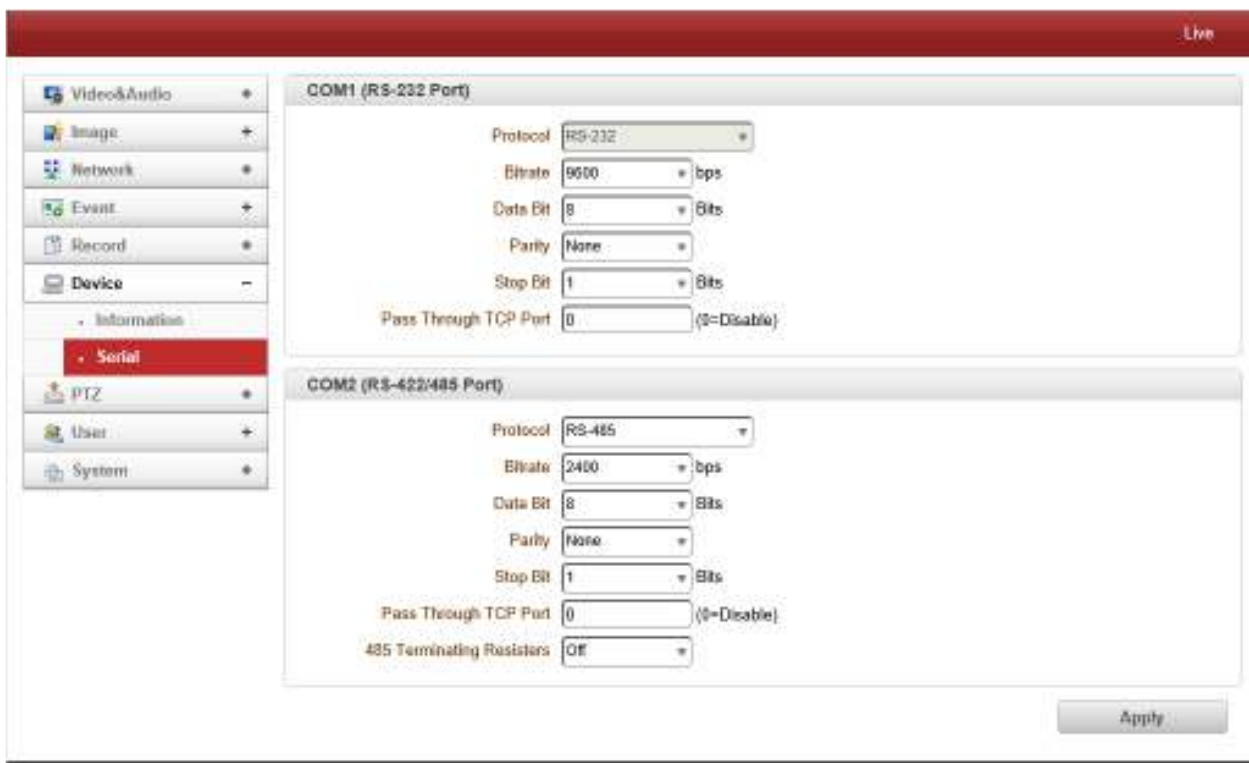 Live
Video&Audio +
Image +
Network +
Event +
Record +
Device −
Information
Serial
PTZ +
User +
System +
COM1 (RS-232 Port)
Protocol RS-232
Bitrate 9600 bps
Data Bit 8 Bits
Parity None
Stop Bit 1 Bits
Pass Through TCP Port 0 (0=Disable)
COM2 (RS-422/485 Port)
Protocol RS-485
Bitrate 2400 bps
Data Bit 8 Bits
Parity None
Stop Bit 1 Bits
Pass Through TCP Port 0 (0=Disable)
485 Terminating Resisters Off
Apply